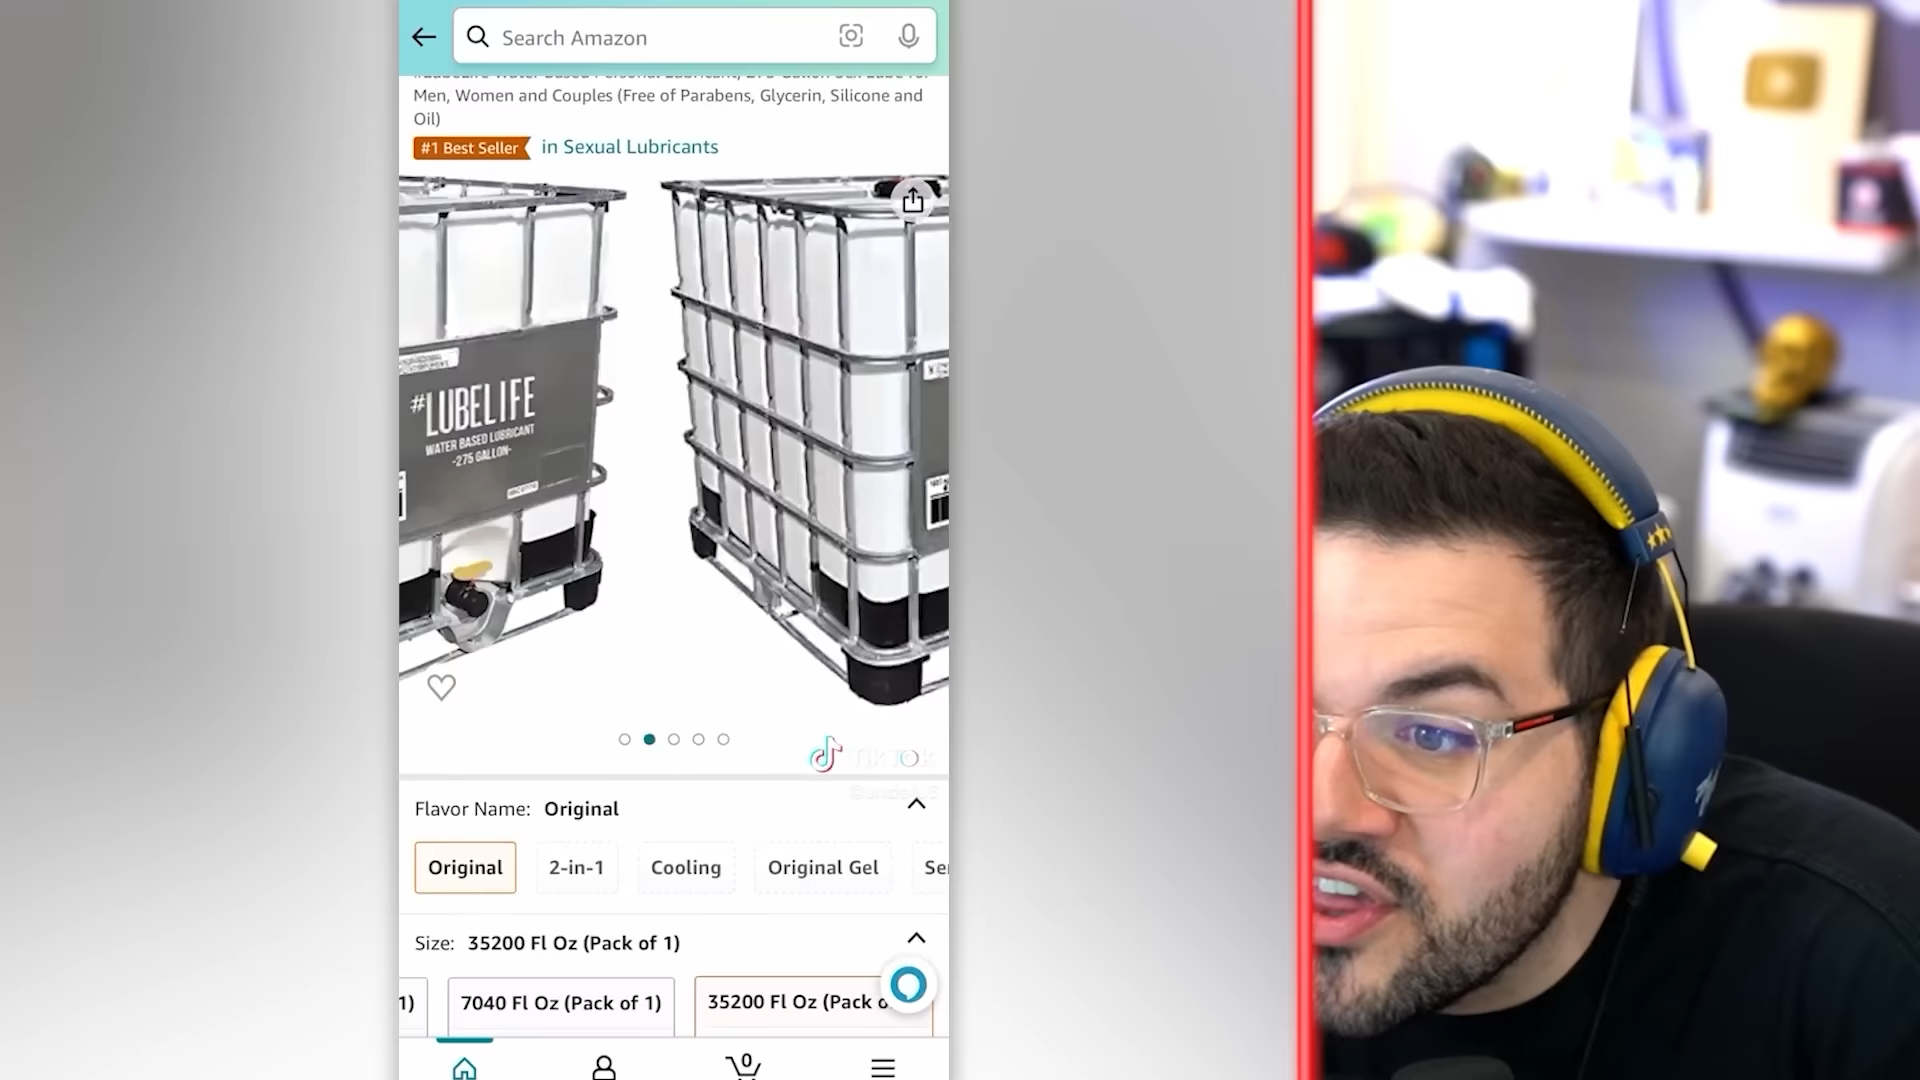 Search Amazon
Men, Women and Couples (Free of Parabens, Glycerin, Silicone and
Oil)
#1 Best Seller in Sexual Lubricants
#LUBELIFE
WATER BASED LUBRICANT
-275 GALLON-
TikTok
Flavor Name: Original
Original 2-in-1 Cooling Original Gel Se
Size: 35200 Fl Oz (Pack of 1)
1) 7040 Fl Oz (Pack of 1) 35200 Fl Oz (Pack o
0